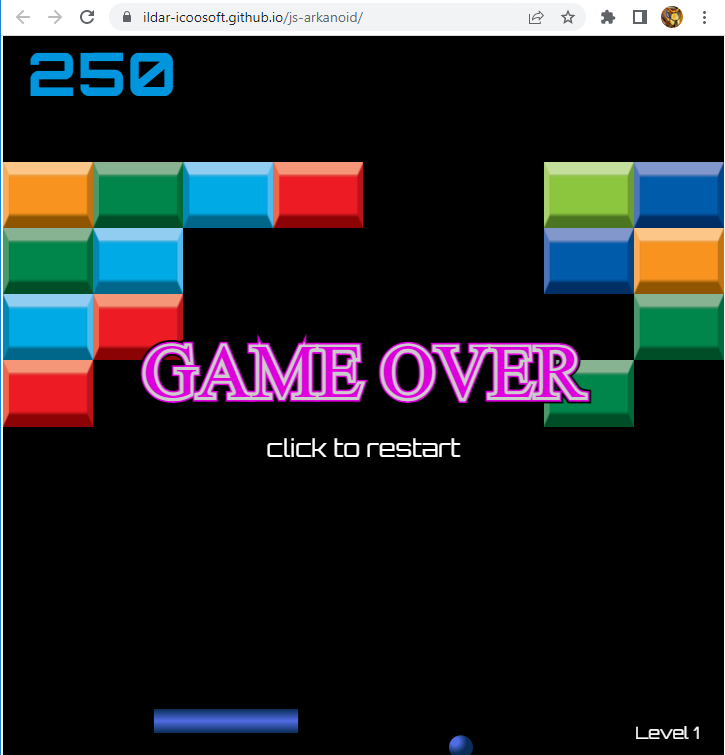 ildar-icoosoft.github.io/js-arkanoid/
250
GAME OVER
click to restart
Level 1